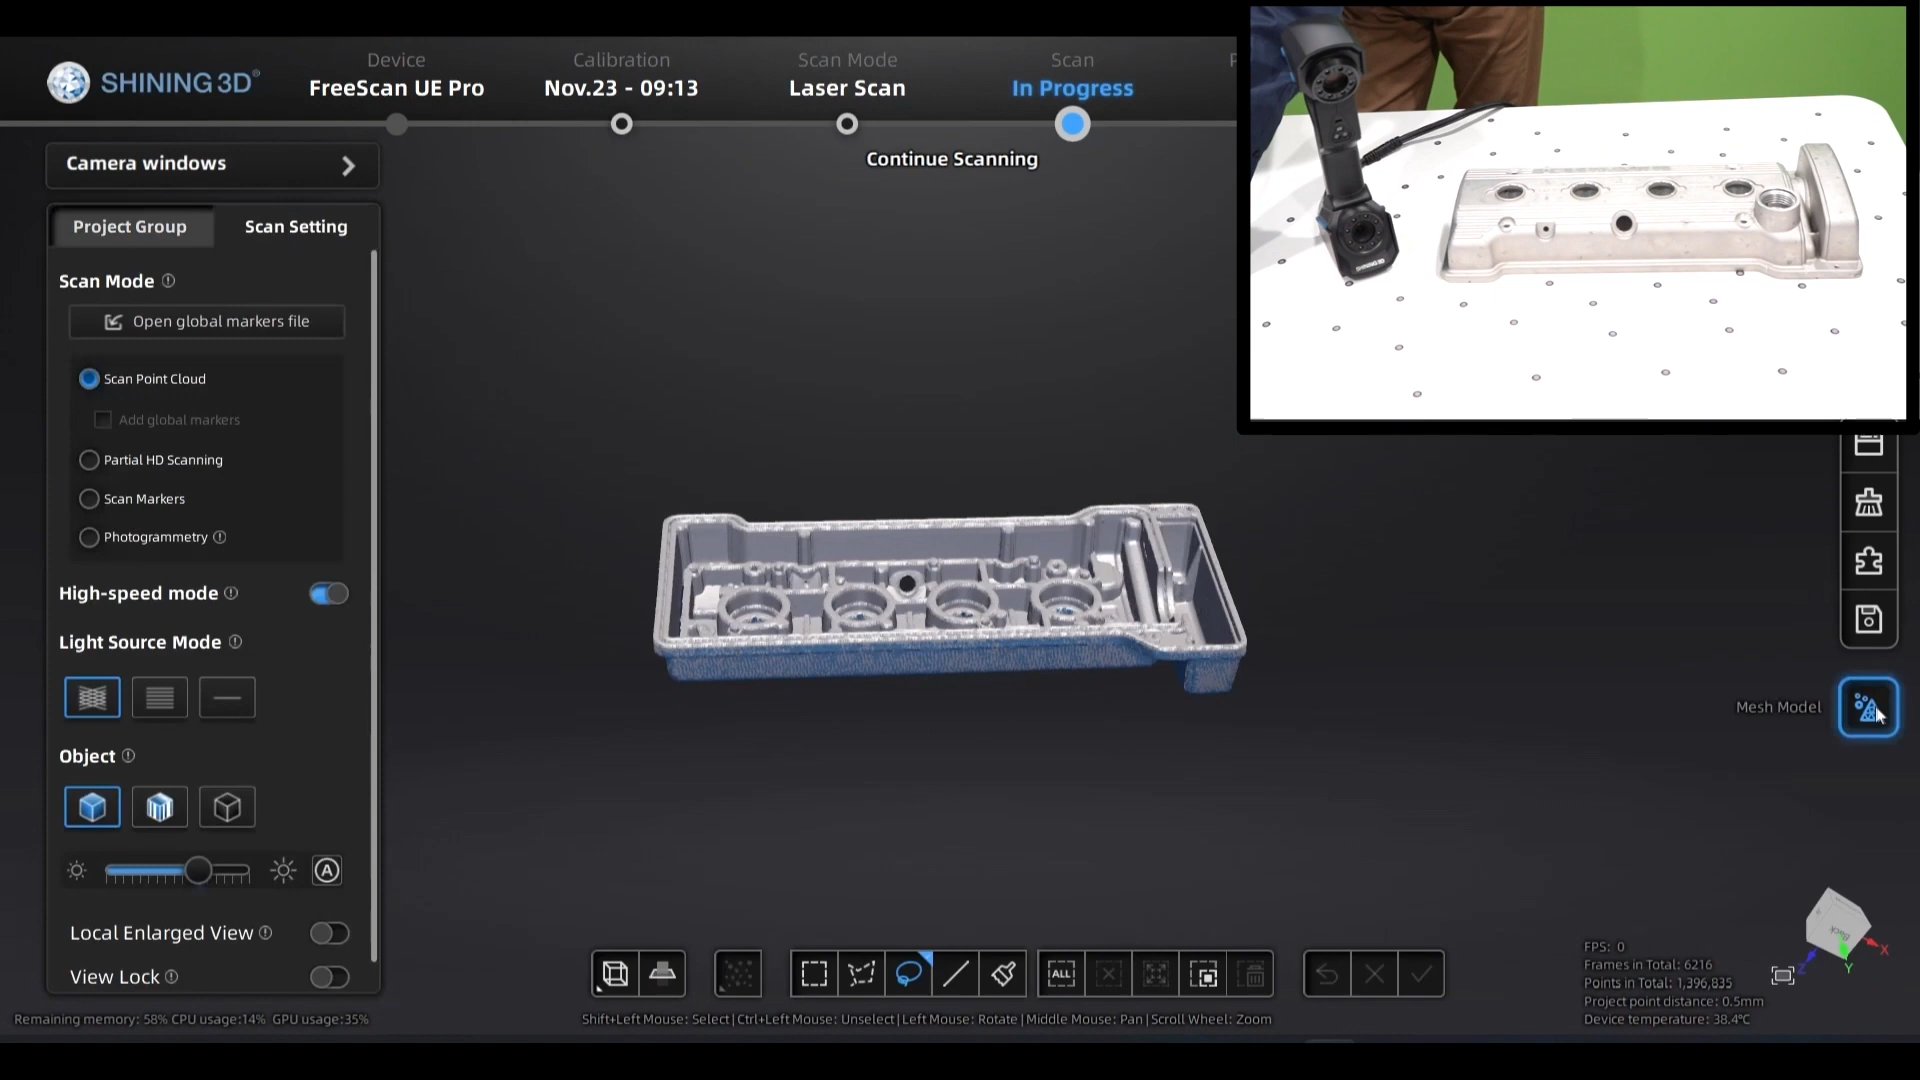 SHINING 3D®
Device
FreeScan UE Pro
Calibration
Nov.23 - 09:13
Scan Mode
Laser Scan
Scan
In Progress
P
Continue Scanning
Camera windows
Project Group
Scan Setting
Scan Mode
Open global markers file
Scan Point Cloud
Add global markers
Partial HD Scanning
Scan Markers
Photogrammetry
High-speed mode
Light Source Mode
Object
A
Local Enlarged View
View Lock
Remaining memory: 58% CPU usage:14% GPU usage:35%
SHINING 3D
Mesh Model
ALL
Shift+Left Mouse: Select|Ctrl+Left Mouse: Unselect|Left Mouse: Rotate|Middle Mouse: Pan|Scroll Wheel: Zoom
FPS: 0
Frames in Total: 6216
Points in Total: 1,396,835
Project point distance: 0.5mm
Device temperature: 38.4℃
Back
X
Y
Z